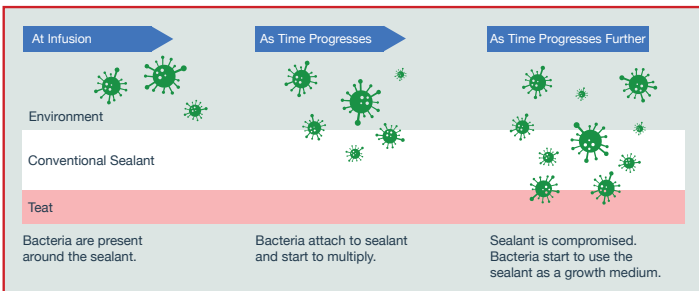 At Infusion
As Time Progresses
As Time Progresses Further
Environment
Conventional Sealant
Teat
Bacteria are present
around the sealant.
Bacteria attach to sealant
and start to multiply.
Sealant is compromised.
Bacteria start to use the
sealant as a growth medium.